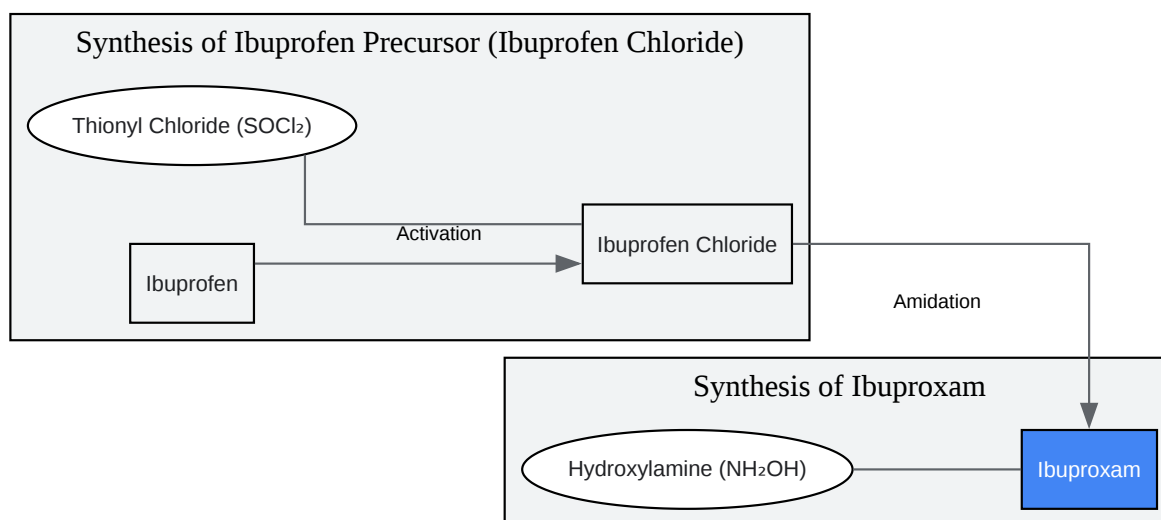 Synthesis of Ibuprofen Precursor (Ibuprofen Chloride)
Thionyl Chloride (SOCl₂)
Activation
Ibuprofen Chloride
Ibuprofen
Amidation
Synthesis of Ibuproxam
Hydroxylamine (NH₂OH)
Ibuproxam